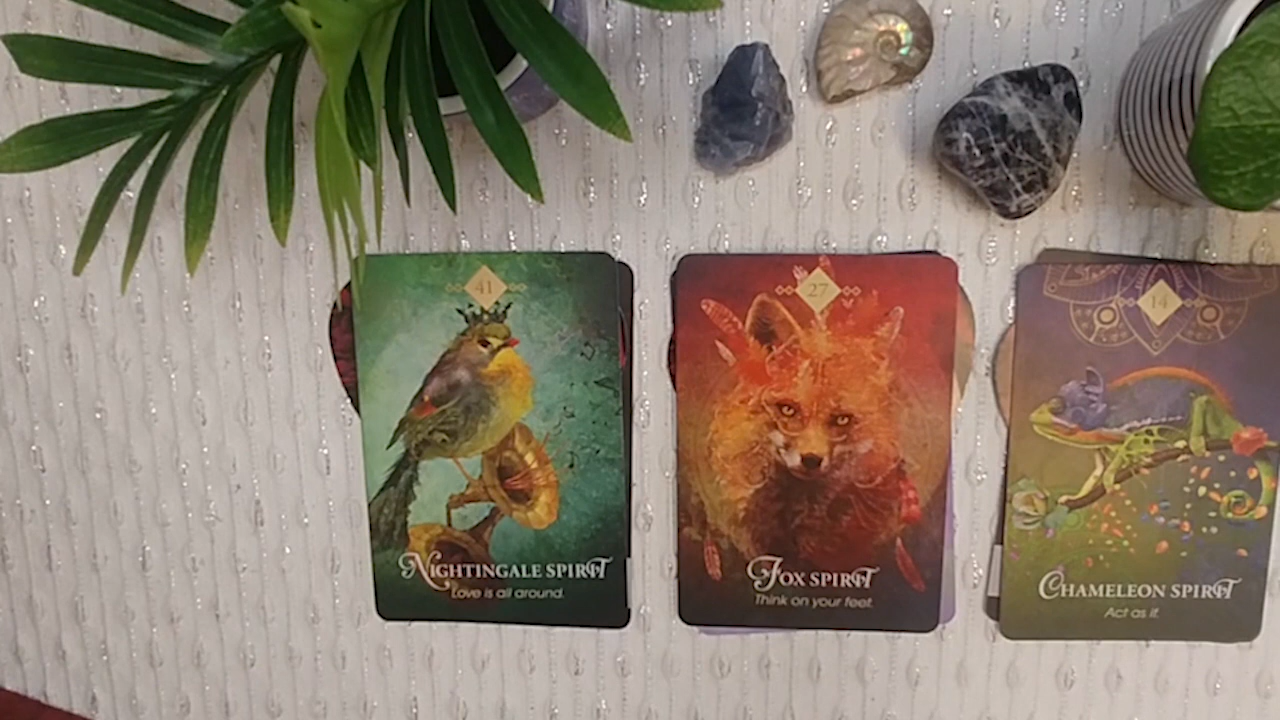 41
NIGHTINGALE SPIRIT
Love is all around.
27
FOX SPIRIT
Think on your feet.
14
CHAMELEON SPIRIT
Act as if.